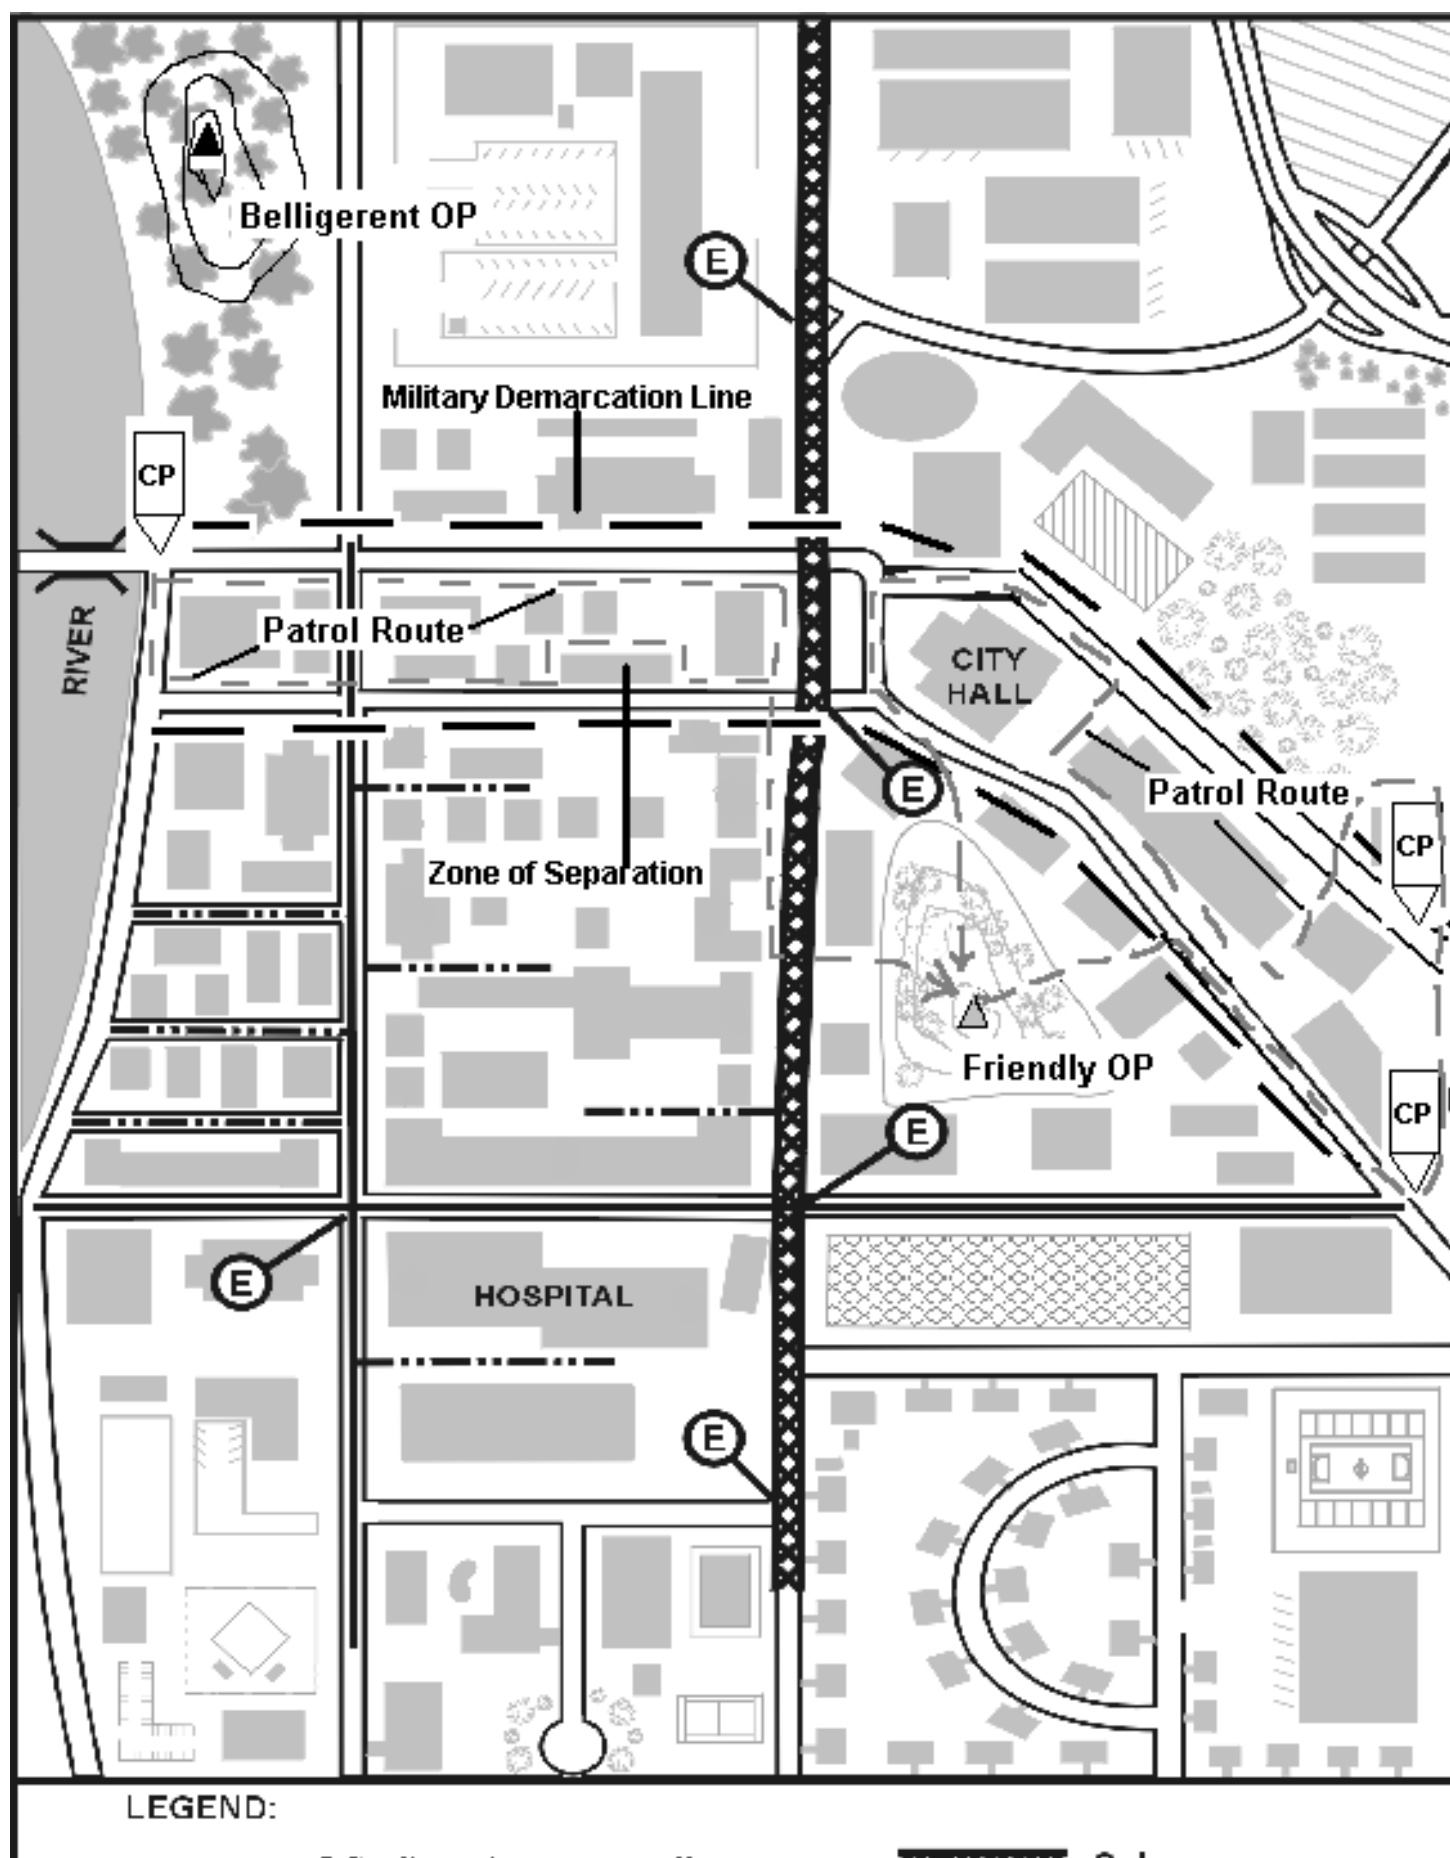 Belligerent OP
E
Military Demarcation Line
CP
RIVER
Patrol Route
CITY
HALL
E
Patrol Route
CP
Zone of Separation
Friendly OP
CP
E
E
HOSPITAL
E
LEGEND: